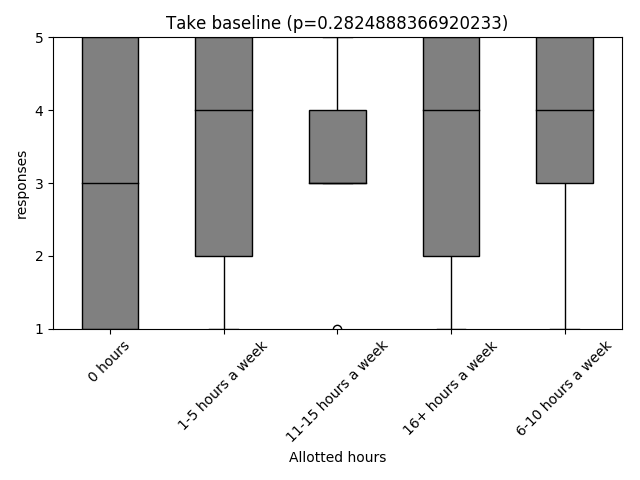 Take baseline (p=0.2824888366920233)
responses
5
4
3
2
1
0 hours
1-5 hours a week
11-15 hours a week
16+ hours a week
6-10 hours a week
Allotted hours